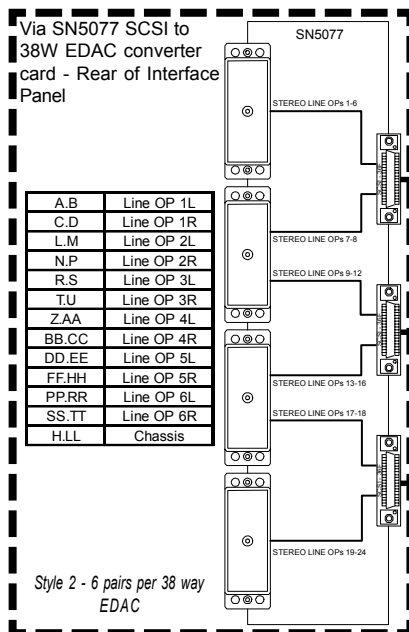 Via SN5077 SCSI to
38W EDAC converter
card - Rear of Interface
Panel
SN5077
STEREO LINE OPs 1-6
STEREO LINE OPs 7-8
STEREO LINE OPs 9-12
STEREO LINE OPs 13-16
STEREO LINE OPs 17-18
STEREO LINE OPs 19-24
A.B Line OP 1L
C.D Line OP 1R
L.M Line OP 2L
N.P Line OP 2R
R.S Line OP 3L
T.U Line OP 3R
Z.AA Line OP 4L
BB.CC Line OP 4R
DD.EE Line OP 5L
FF.HH Line OP 5R
PP.RR Line OP 6L
SS.TT Line OP 6R
H.LL Chassis
Style 2 - 6 pairs per 38 way
EDAC